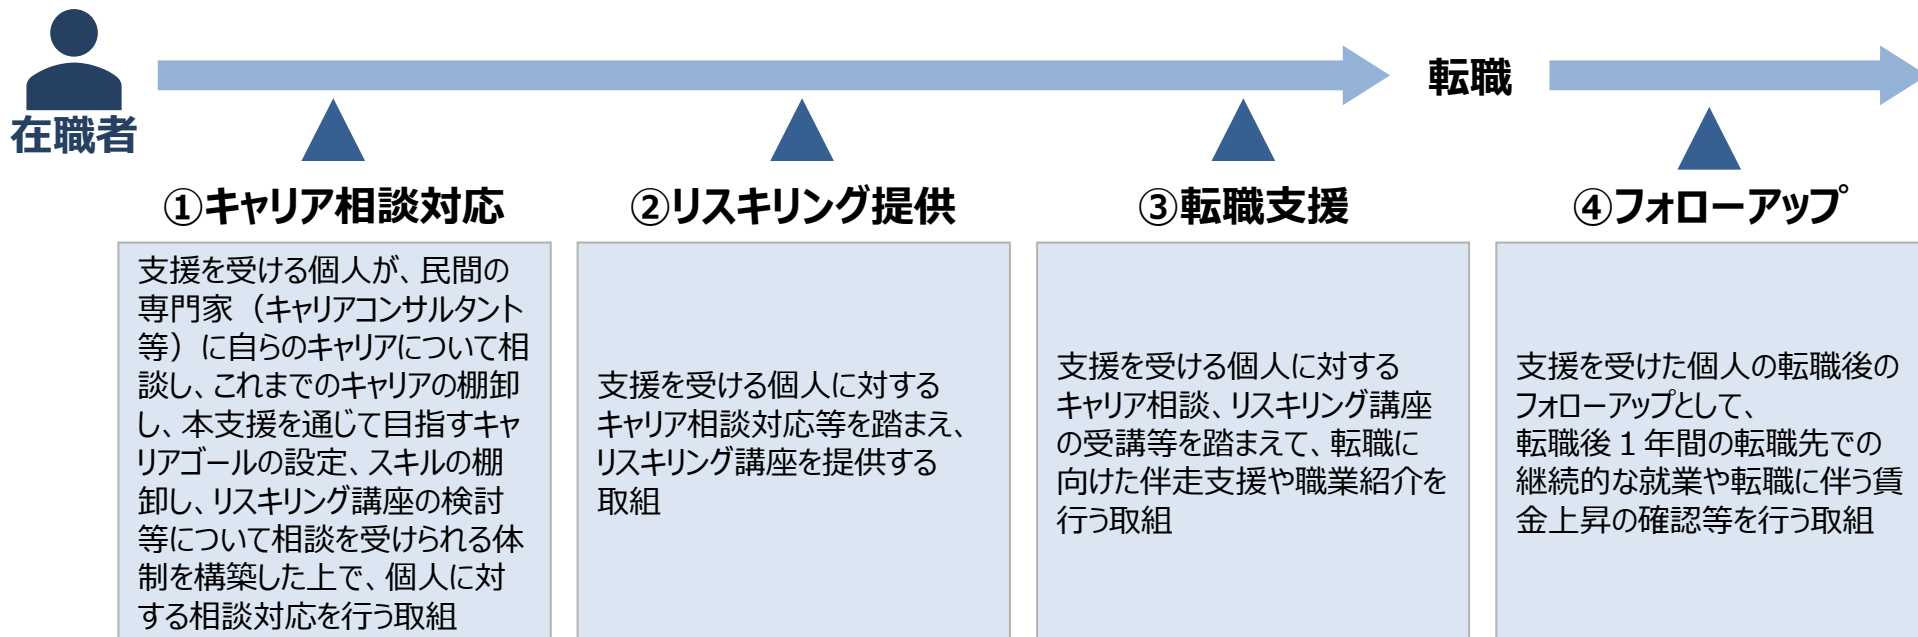 在職者
転職
①キャリア相談対応
支援を受ける個人が、民間の
専門家（キャリアコンサルタント
等）に自らのキャリアについて相
談し、これまでのキャリアの棚卸
し、本支援を通じて目指すキャ
リアゴールの設定、スキルの棚
卸し、リスキリング講座の検討
等について相談を受けられる体
制を構築した上で、個人に対
する相談対応を行う取組
②リスキリング提供
支援を受ける個人に対する
キャリア相談対応等を踏まえ、
リスキリング講座を提供する
取組
③転職支援
支援を受ける個人に対する
キャリア相談、リスキリング講座
の受講等を踏まえて、転職に
向けた伴走支援や職業紹介を
行う取組
④フォローアップ
支援を受けた個人の転職後の
フォローアップとして、
転職後１年間の転職先での
継続的な就業や転職に伴う賃
金上昇の確認等を行う取組